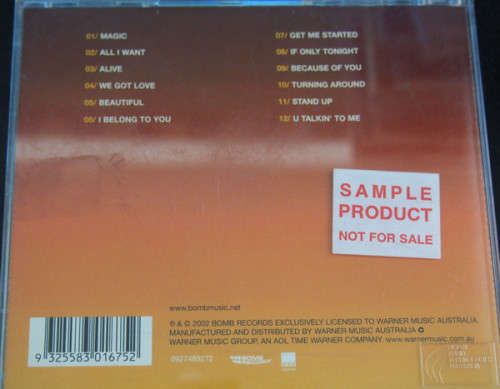 01/ MAGIC
02/ ALL I WANT
03/ ALIVE
04/ WE GOT LOVE
05/ BEAUTIFUL
06/ I BELONG TO YOU
07/ GET ME STARTED
08/ IF ONLY TONIGHT
09/ BECAUSE OF YOU
10/ TURNING AROUND
11/ STAND UP
12/ U TALKIN' TO ME
SAMPLE
PRODUCT
NOT FOR SALE
www.bombmusic.net
℗ & © 2002 BOMB RECORDS EXCLUSIVELY LICENSED TO WARNER MUSIC AUSTRALIA.
MANUFACTURED AND DISTRIBUTED BY WARNER MUSIC AUSTRALIA
WARNER MUSIC GROUP, AN AOL TIME WARNER COMPANY. www.warnermusic.com.au
9 325583 016752